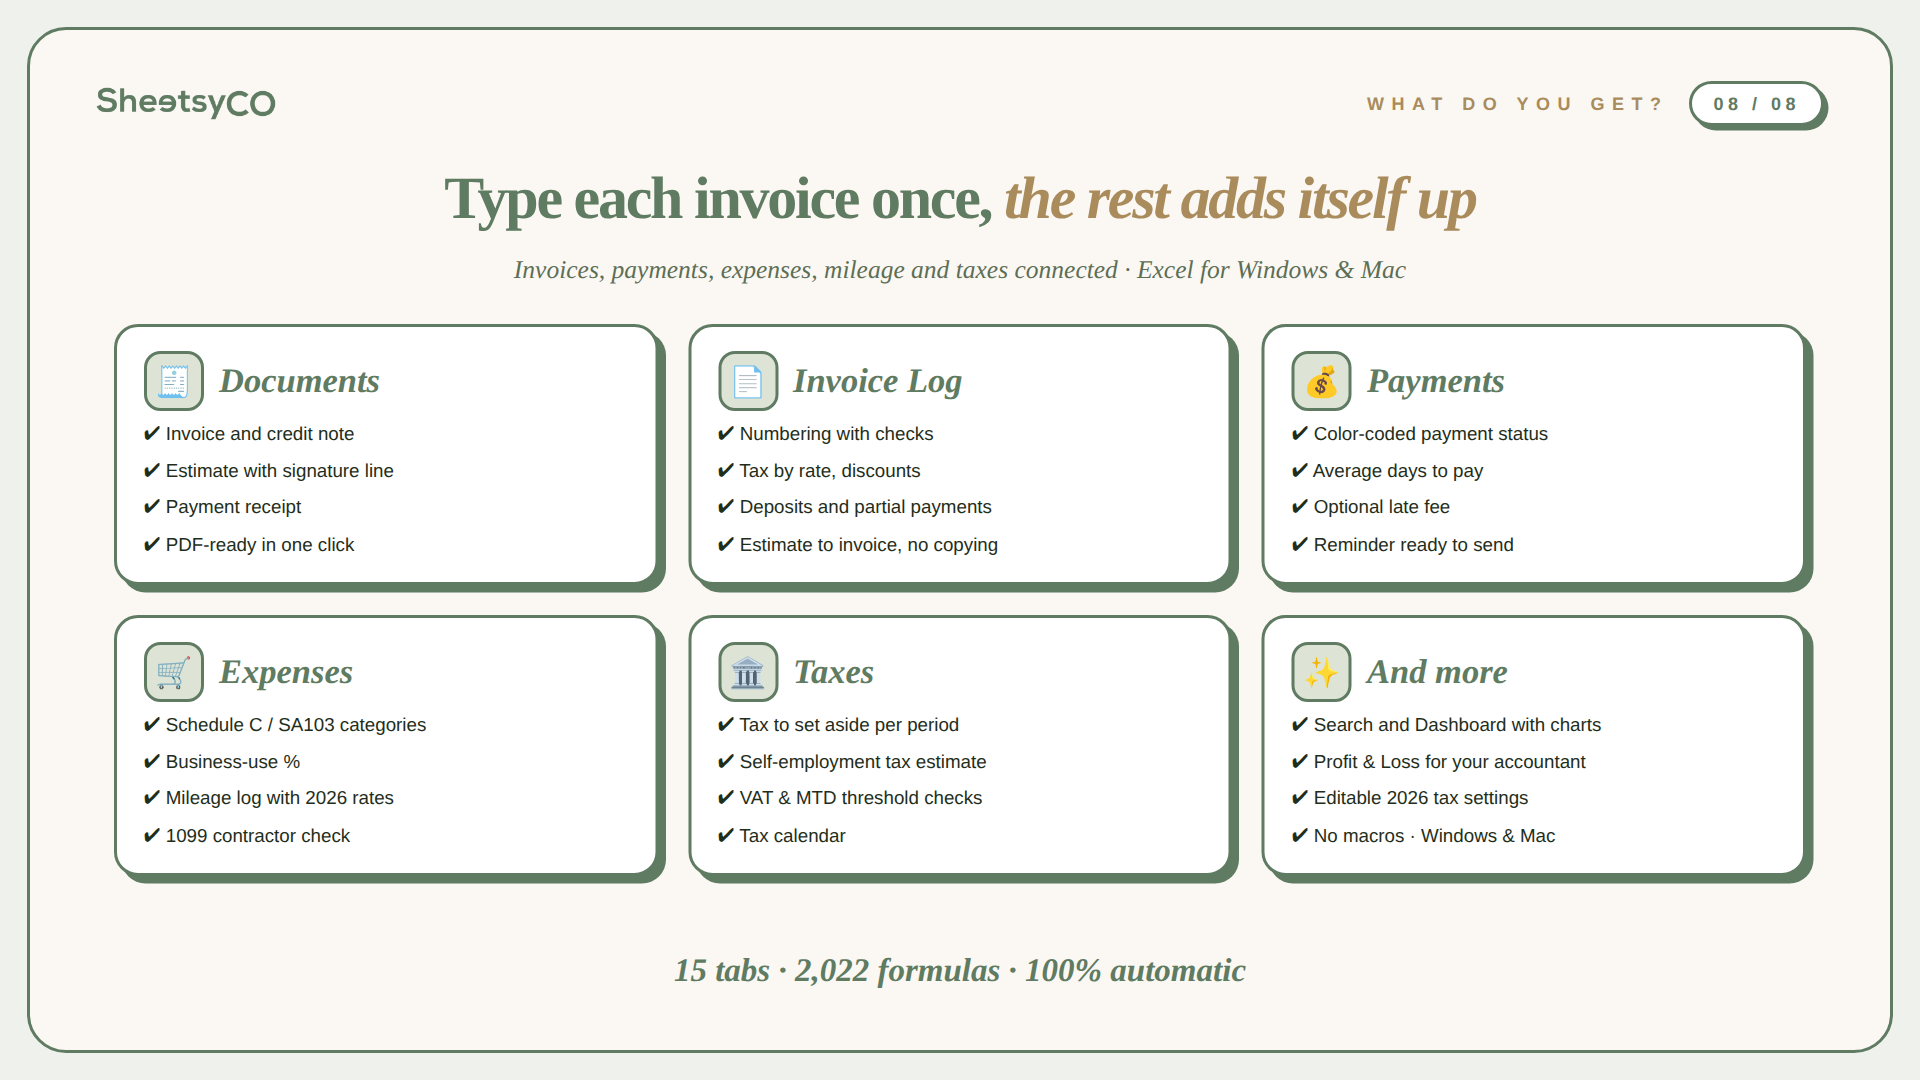 SheetsyCO
WHAT DO YOU GET?
08 / 08
Type each invoice once, the rest adds itself up
Invoices, payments, expenses, mileage and taxes connected · Excel for Windows & Mac
Documents
✔ Invoice and credit note
✔ Estimate with signature line
✔ Payment receipt
✔ PDF-ready in one click
Invoice Log
✔ Numbering with checks
✔ Tax by rate, discounts
✔ Deposits and partial payments
✔ Estimate to invoice, no copying
Payments
✔ Color-coded payment status
✔ Average days to pay
✔ Optional late fee
✔ Reminder ready to send
Expenses
✔ Schedule C / SA103 categories
✔ Business-use %
✔ Mileage log with 2026 rates
✔ 1099 contractor check
Taxes
✔ Tax to set aside per period
✔ Self-employment tax estimate
✔ VAT & MTD threshold checks
✔ Tax calendar
And more
✔ Search and Dashboard with charts
✔ Profit & Loss for your accountant
✔ Editable 2026 tax settings
✔ No macros · Windows & Mac
15 tabs · 2,022 formulas · 100% automatic